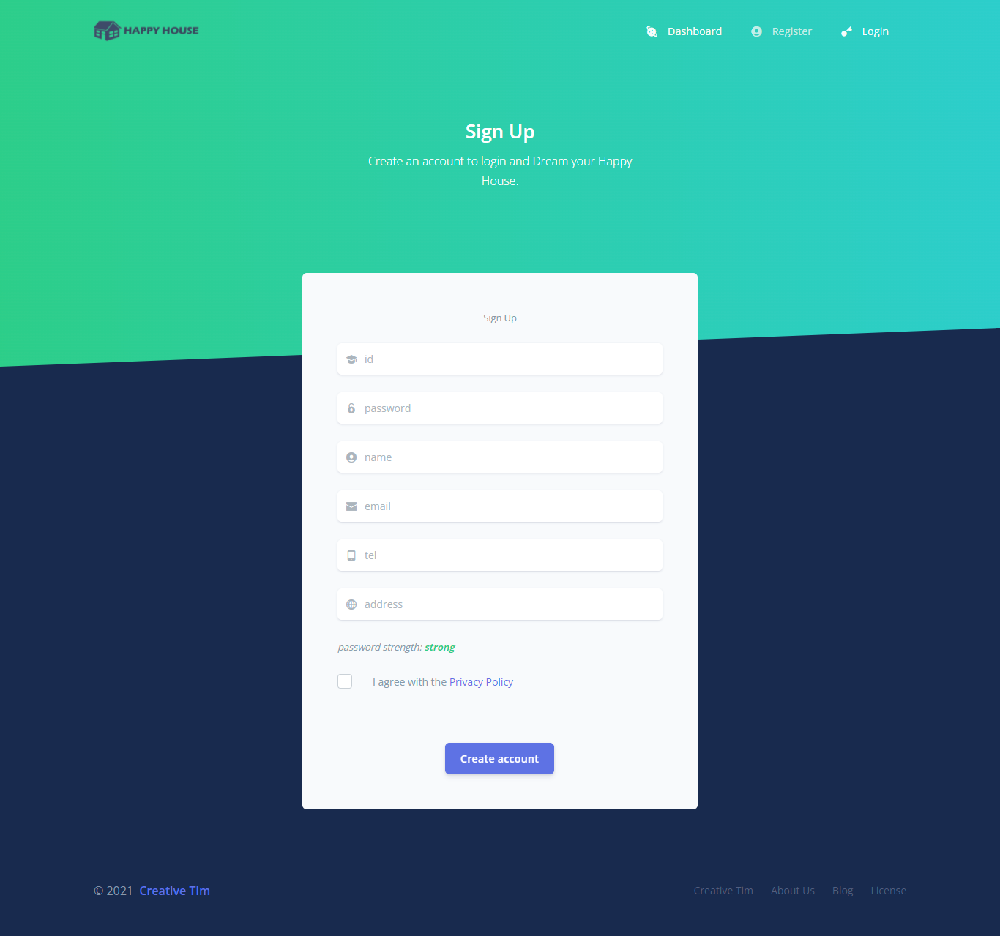 HAPPY HOUSE
Dashboard
Register
Login
Sign Up
Create an account to login and Dream your Happy
House.
Sign Up
id
password
name
email
tel
address
password strength: strong
I agree with the Privacy Policy
Create account
© 2021 Creative Tim
Creative Tim
About Us
Blog
License